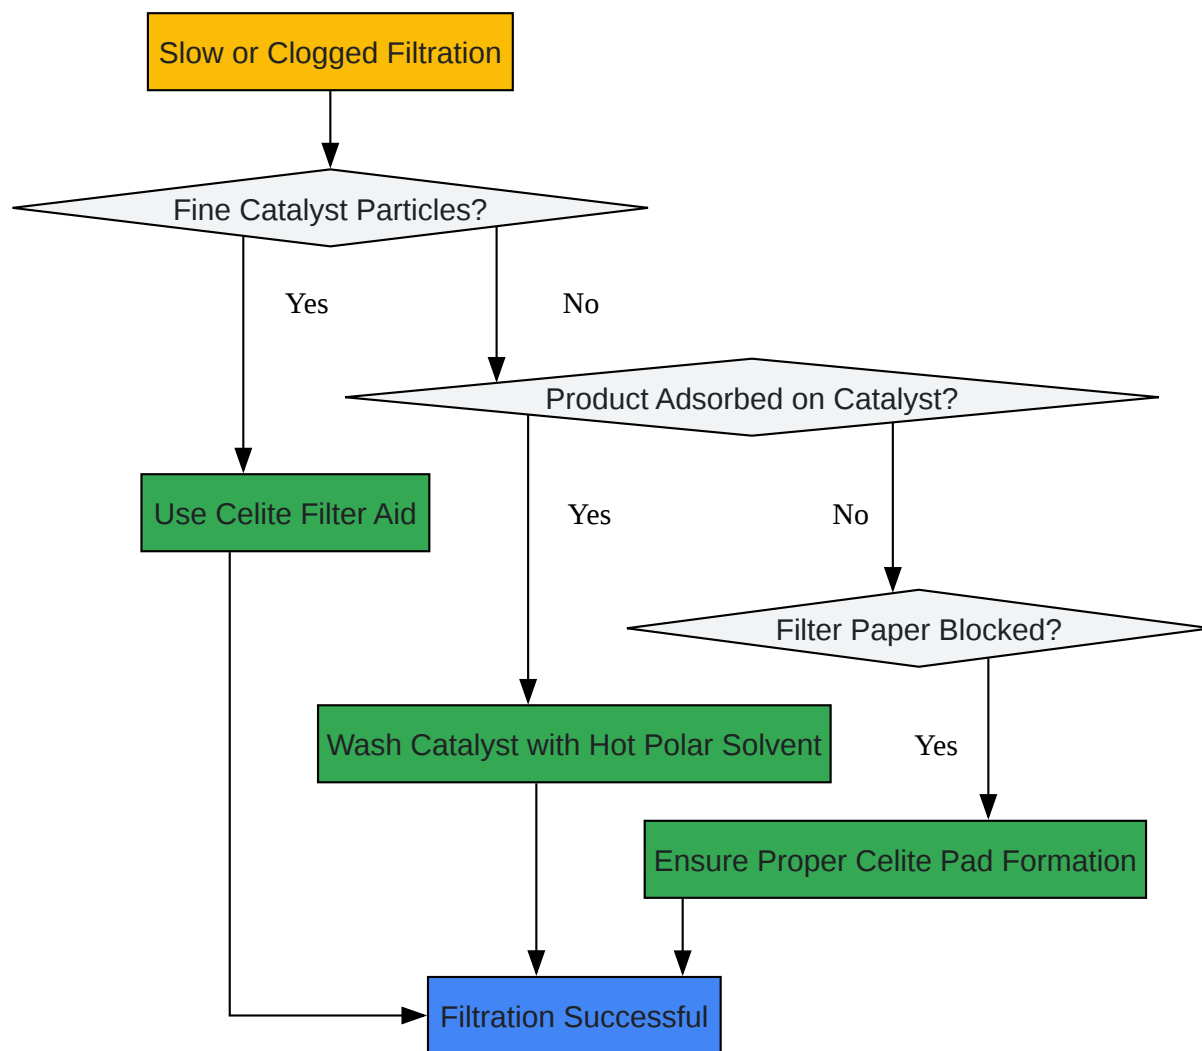 Slow or Clogged Filtration
Fine Catalyst Particles?
Yes
No
Product Adsorbed on Catalyst?
Use Celite Filter Aid
Yes
No
Filter Paper Blocked?
Wash Catalyst with Hot Polar Solvent
Yes
Ensure Proper Celite Pad Formation
Filtration Successful